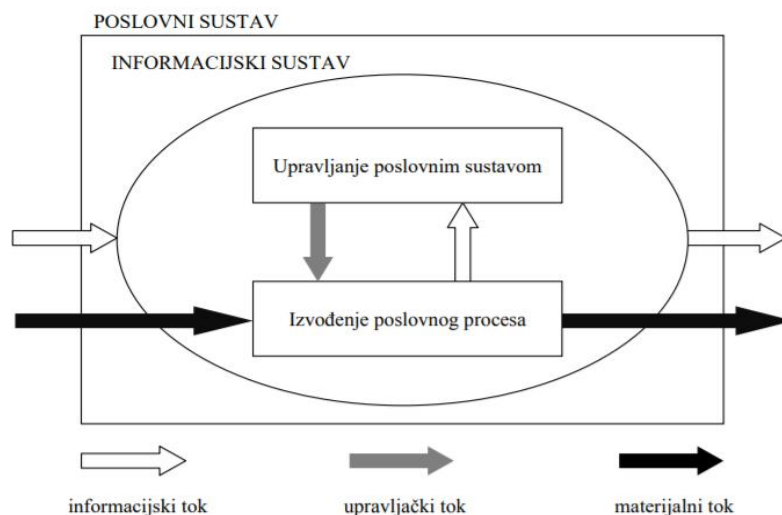 POSLOVNI SUSTAV
INFORMACIJSKI SUSTAV
Upravljanje poslovnim sustavom
Izvođenje poslovnog procesa
informacijski tok
upravljački tok
materijalni tok